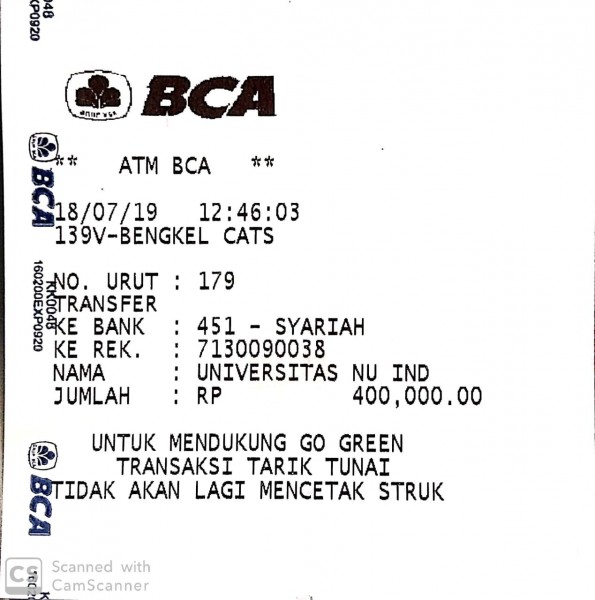 BCA
** ATM BCA **
18/07/19 12:46:03
139V-BENGKEL CATS
NO. URUT : 179
TRANSFER
KE BANK : 451 - SYARIAH
KE REK. : 7130090038
NAMA : UNIVERSITAS NU IND
JUMLAH : RP 400,000.00
UNTUK MENDUKUNG GO GREEN
TRANSAKSI TARIK TUNAI
TIDAK AKAN LAGI MENCETAK STRUK
BCA
KK0048
160200EXP0920
BCA
CS
Scanned with
CamScanner